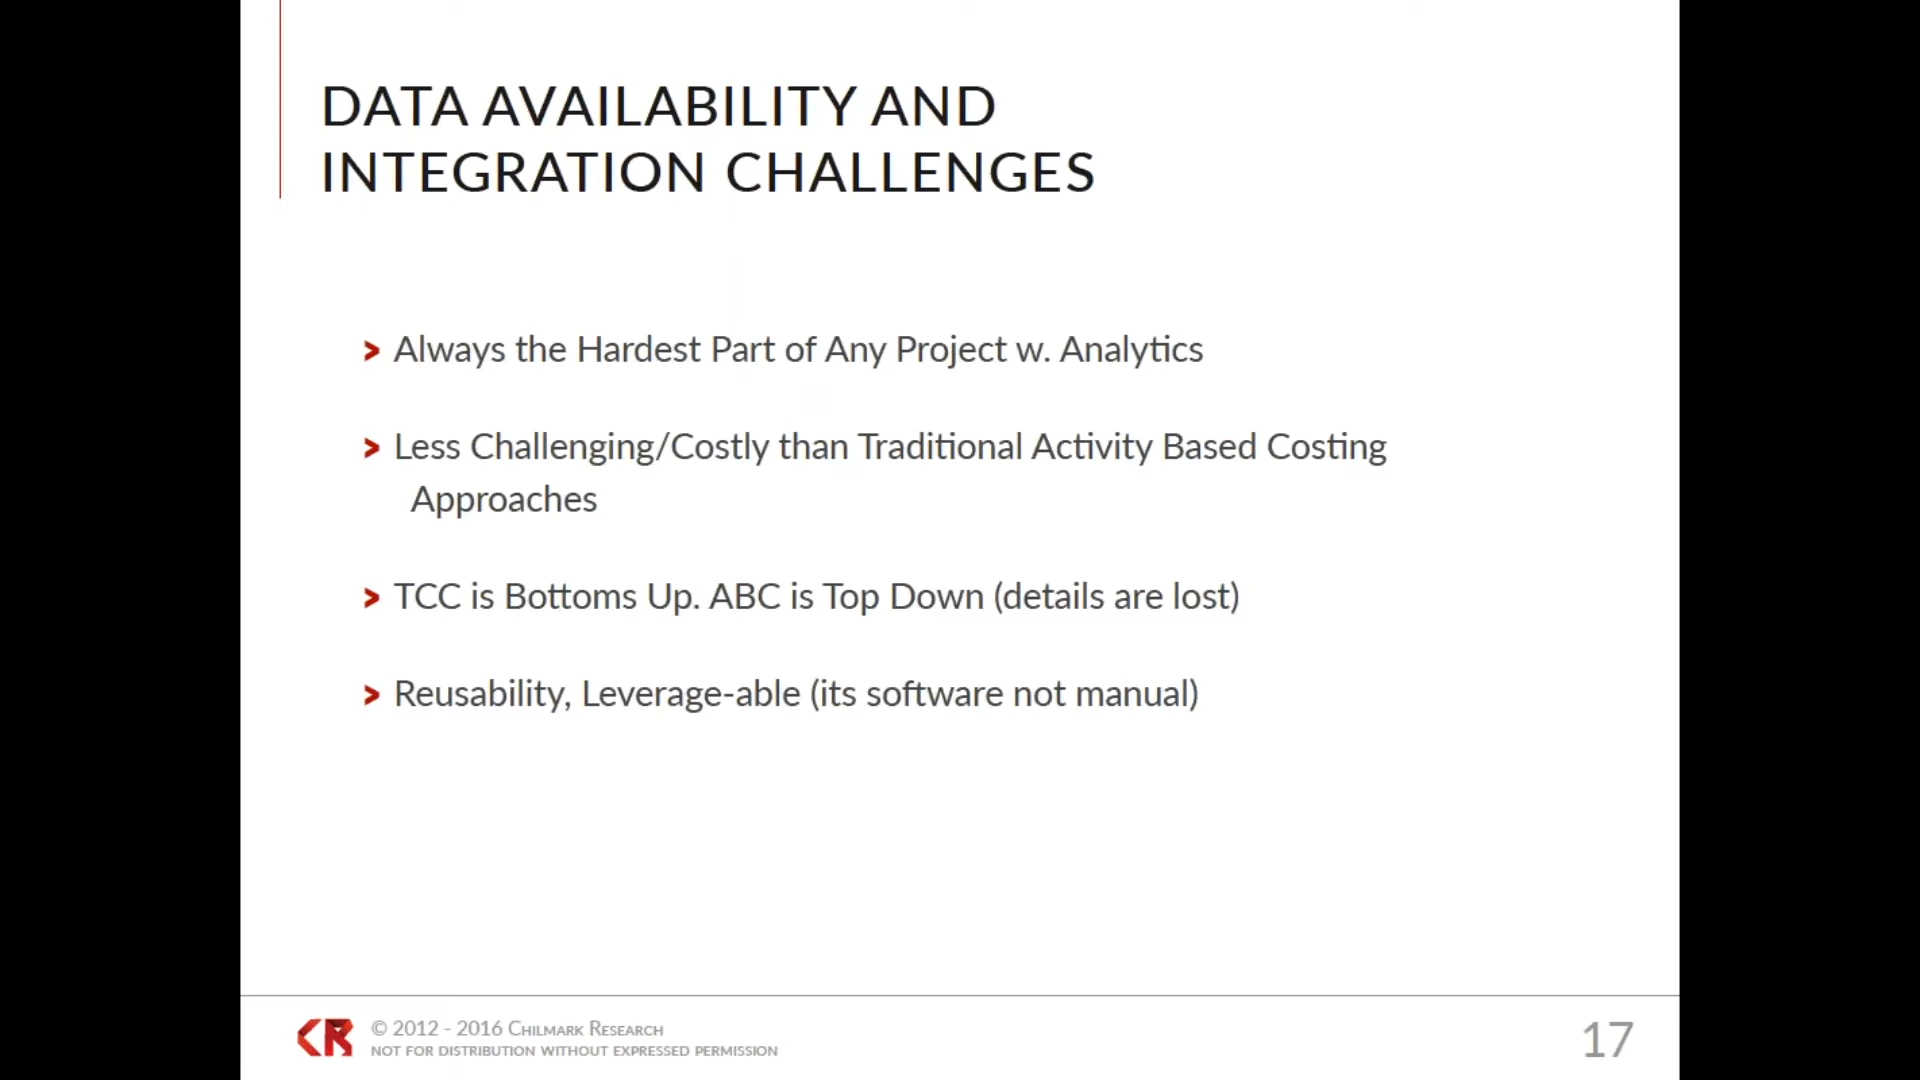 DATA AVAILABILITY AND
INTEGRATION CHALLENGES
> Always the Hardest Part of Any Project w. Analytics
> Less Challenging/Costly than Traditional Activity Based Costing
Approaches
> TCC is Bottoms Up. ABC is Top Down (details are lost)
> Reusability, Leverage-able (its software not manual)
CR
© 2012 - 2016 CHILMARK RESEARCH
NOT FOR DISTRIBUTION WITHOUT EXPRESSED PERMISSION
17